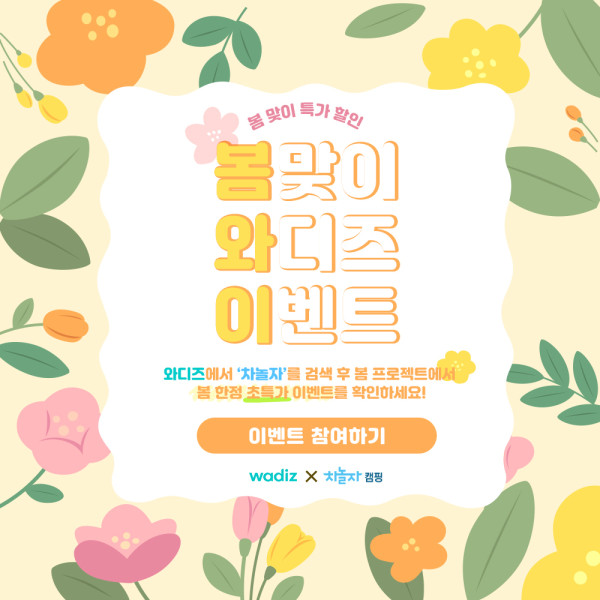 봄 맞이 특가 할인
봄맞이
와디즈
이벤트
와디즈에서 '차놀자'를 검색 후 봄 프로젝트에서
봄 한정 초특가 이벤트를 확인하세요!
이벤트 참여하기
wadiz X 차놀자 캠핑